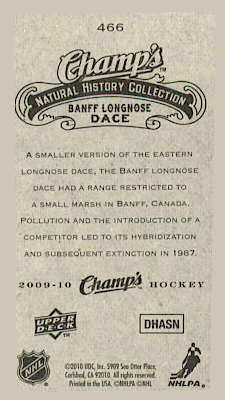 466
Champ's
TM
NATURAL HISTORY COLLECTION
BANFF LONGNOSE
DACE
A SMALLER VERSION OF THE EASTERN
LONGNOSE DACE, THE BANFF LONGNOSE
DACE HAD A RANGE RESTRICTED TO
A SMALL MARSH IN BANFF, CANADA.
POLLUTION AND THE INTRODUCTION OF A
COMPETITOR LED TO ITS HYBRIDIZATION
AND SUBSEQUENT EXTINCTION IN 1987.
2009-10 Champ's HOCKEY
UPPER
DECK
DHASN
NHL
©2010 UDC, Inc. 5909 Sea Otter Place,
Carlsbad, CA 92010. All rights reserved.
Printed in the USA. ©NHLPA ©NHL
NHLPA